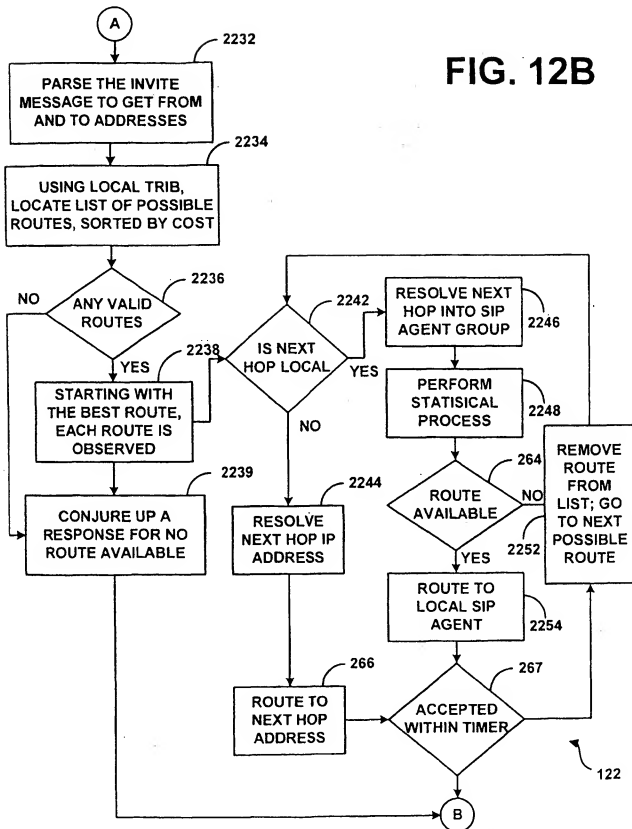 A
2232
FIG. 12B
PARSE THE INVITE
MESSAGE TO GET FROM
AND TO ADDRESSES
2234
USING LOCAL TRIB,
LOCATE LIST OF POSSIBLE
ROUTES, SORTED BY COST
2236
NO
ANY VALID
ROUTES
YES
2238
STARTING WITH
THE BEST ROUTE,
EACH ROUTE IS
OBSERVED
2239
CONJURE UP A
RESPONSE FOR NO
ROUTE AVAILABLE
2242
IS NEXT
HOP LOCAL
YES
NO
2244
RESOLVE
NEXT HOP IP
ADDRESS
266
ROUTE TO
NEXT HOP
ADDRESS
RESOLVE NEXT
HOP INTO SIP
AGENT GROUP
2246
PERFORM
STATISICAL
PROCESS
2248
264
ROUTE
AVAILABLE
NO
YES
REMOVE
ROUTE
FROM
LIST; GO
TO NEXT
POSSIBLE
ROUTE
2252
ROUTE TO
LOCAL SIP
AGENT
2254
267
ACCEPTED
WITHIN TIMER
122
B